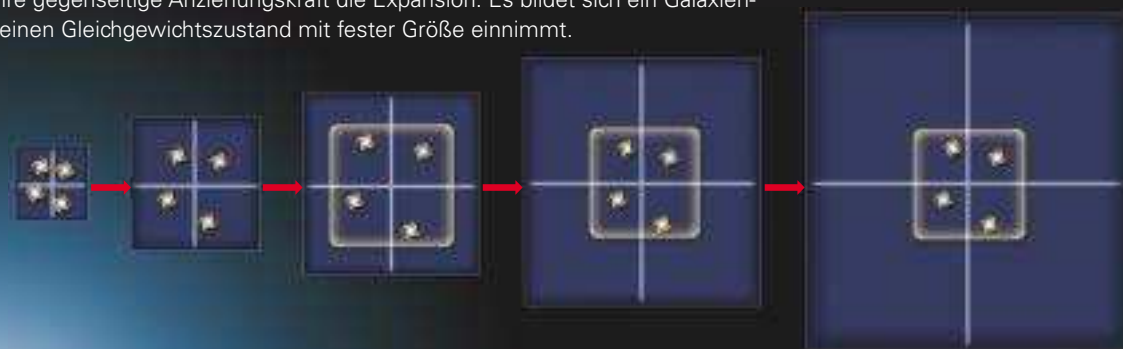 ihre gegenseitige Anziehungskraft die Expansion. Es bildet sich ein Galaxien-
einen Gleichgewichtszustand mit fester Größe einnimmt.